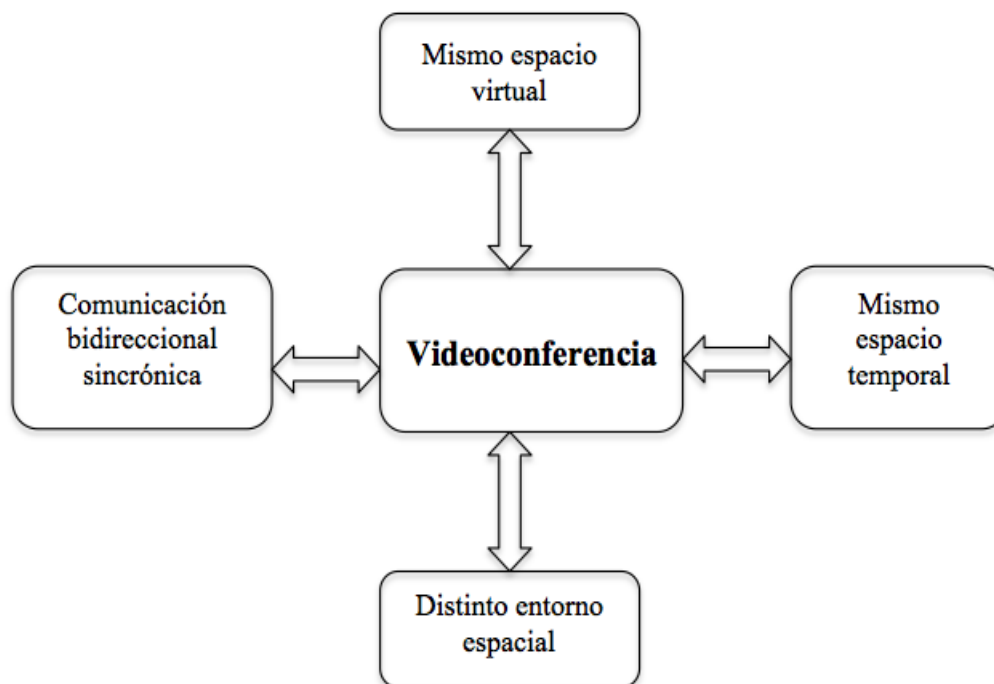 Mismo espacio
virtual
Comunicación
bidireccional
sincrónica
Videoconferencia
Mismo
espacio
temporal
Distinto entorno
espacial